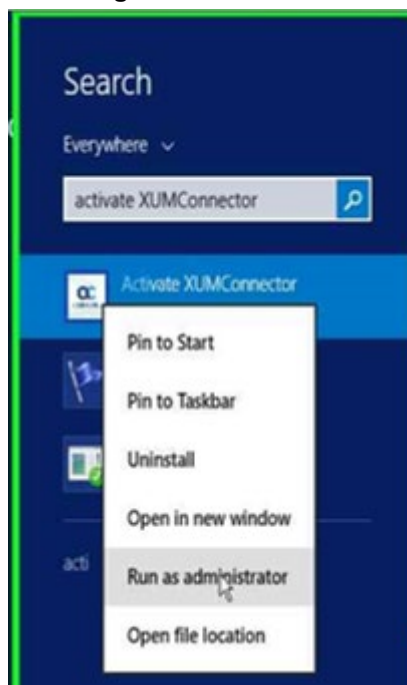 Search
Everywhere
activate XUMConnector
Activate XUMConnector
Pin to Start
Pin to Taskbar
Uninstall
Open in new window
acti
Run as administrator
Open file location